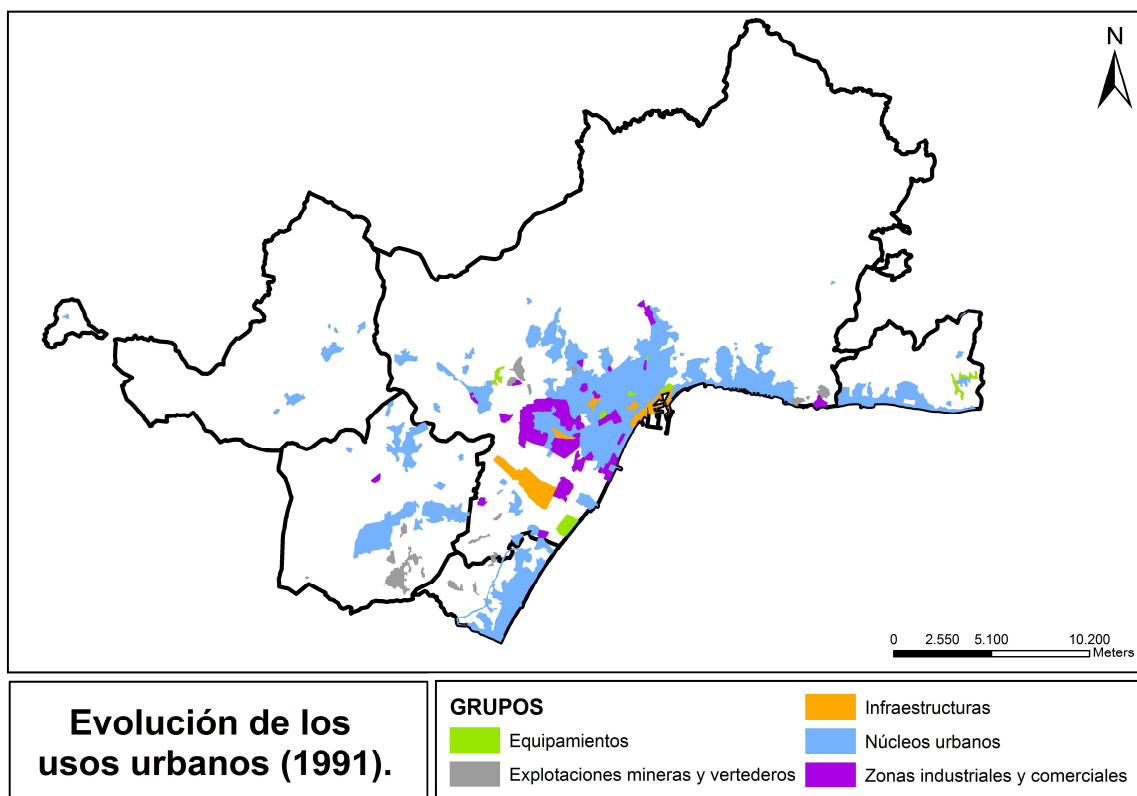 N
0 2.550 5.100 10.200
Meters
Evolución de los
usos urbanos (1991).
GRUPOS
Equipamientos
Explotaciones mineras y vertederos
Infraestructuras
Núcleos urbanos
Zonas industriales y comerciales